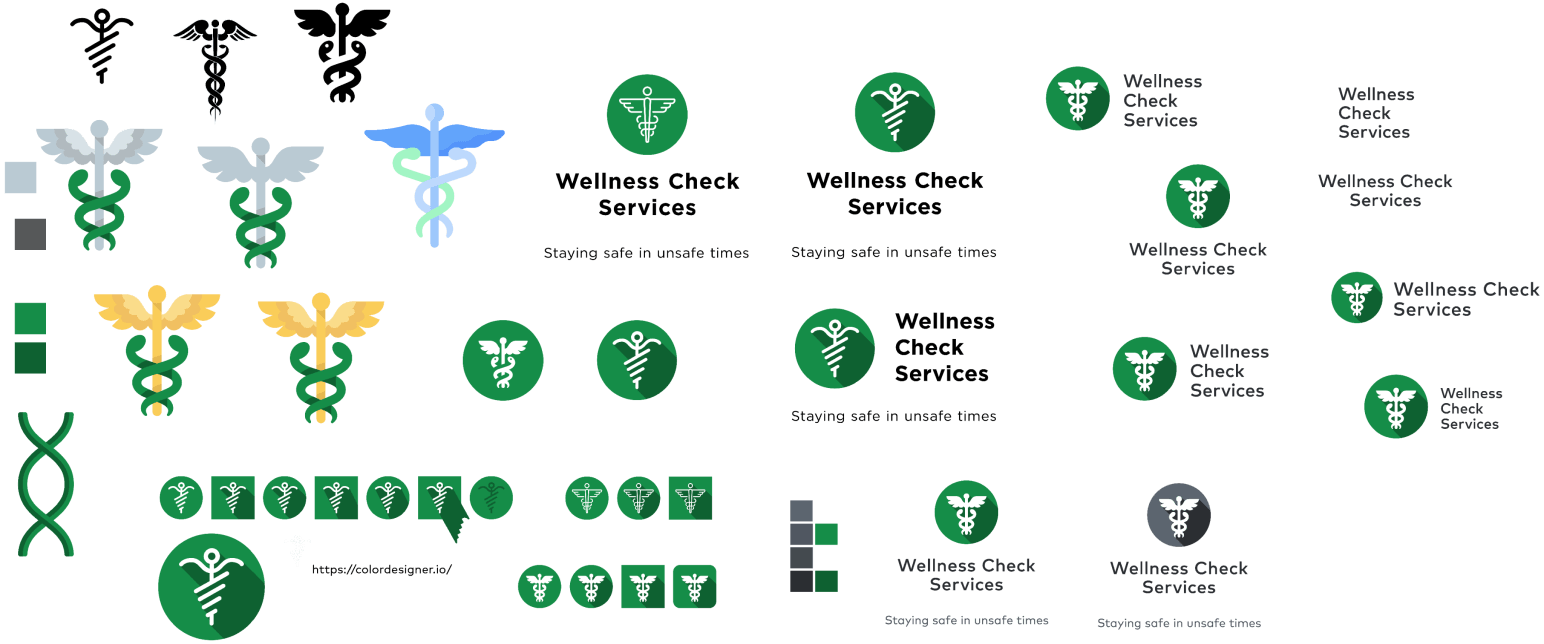 Wellness
Check
Services
Wellness
Check
Services
Wellness Check
Services
Staying safe in unsafe times
Wellness Check
Services
Staying safe in unsafe times
Wellness Check
Services
Wellness Check
Services
Wellness Check
Services
Wellness
Check
Services
Staying safe in unsafe times
Wellness
Check
Services
Wellness
Check
Services
https://colordesigner.io/
Wellness Check
Services
Staying safe in unsafe times
Wellness Check
Services
Staying safe in unsafe times